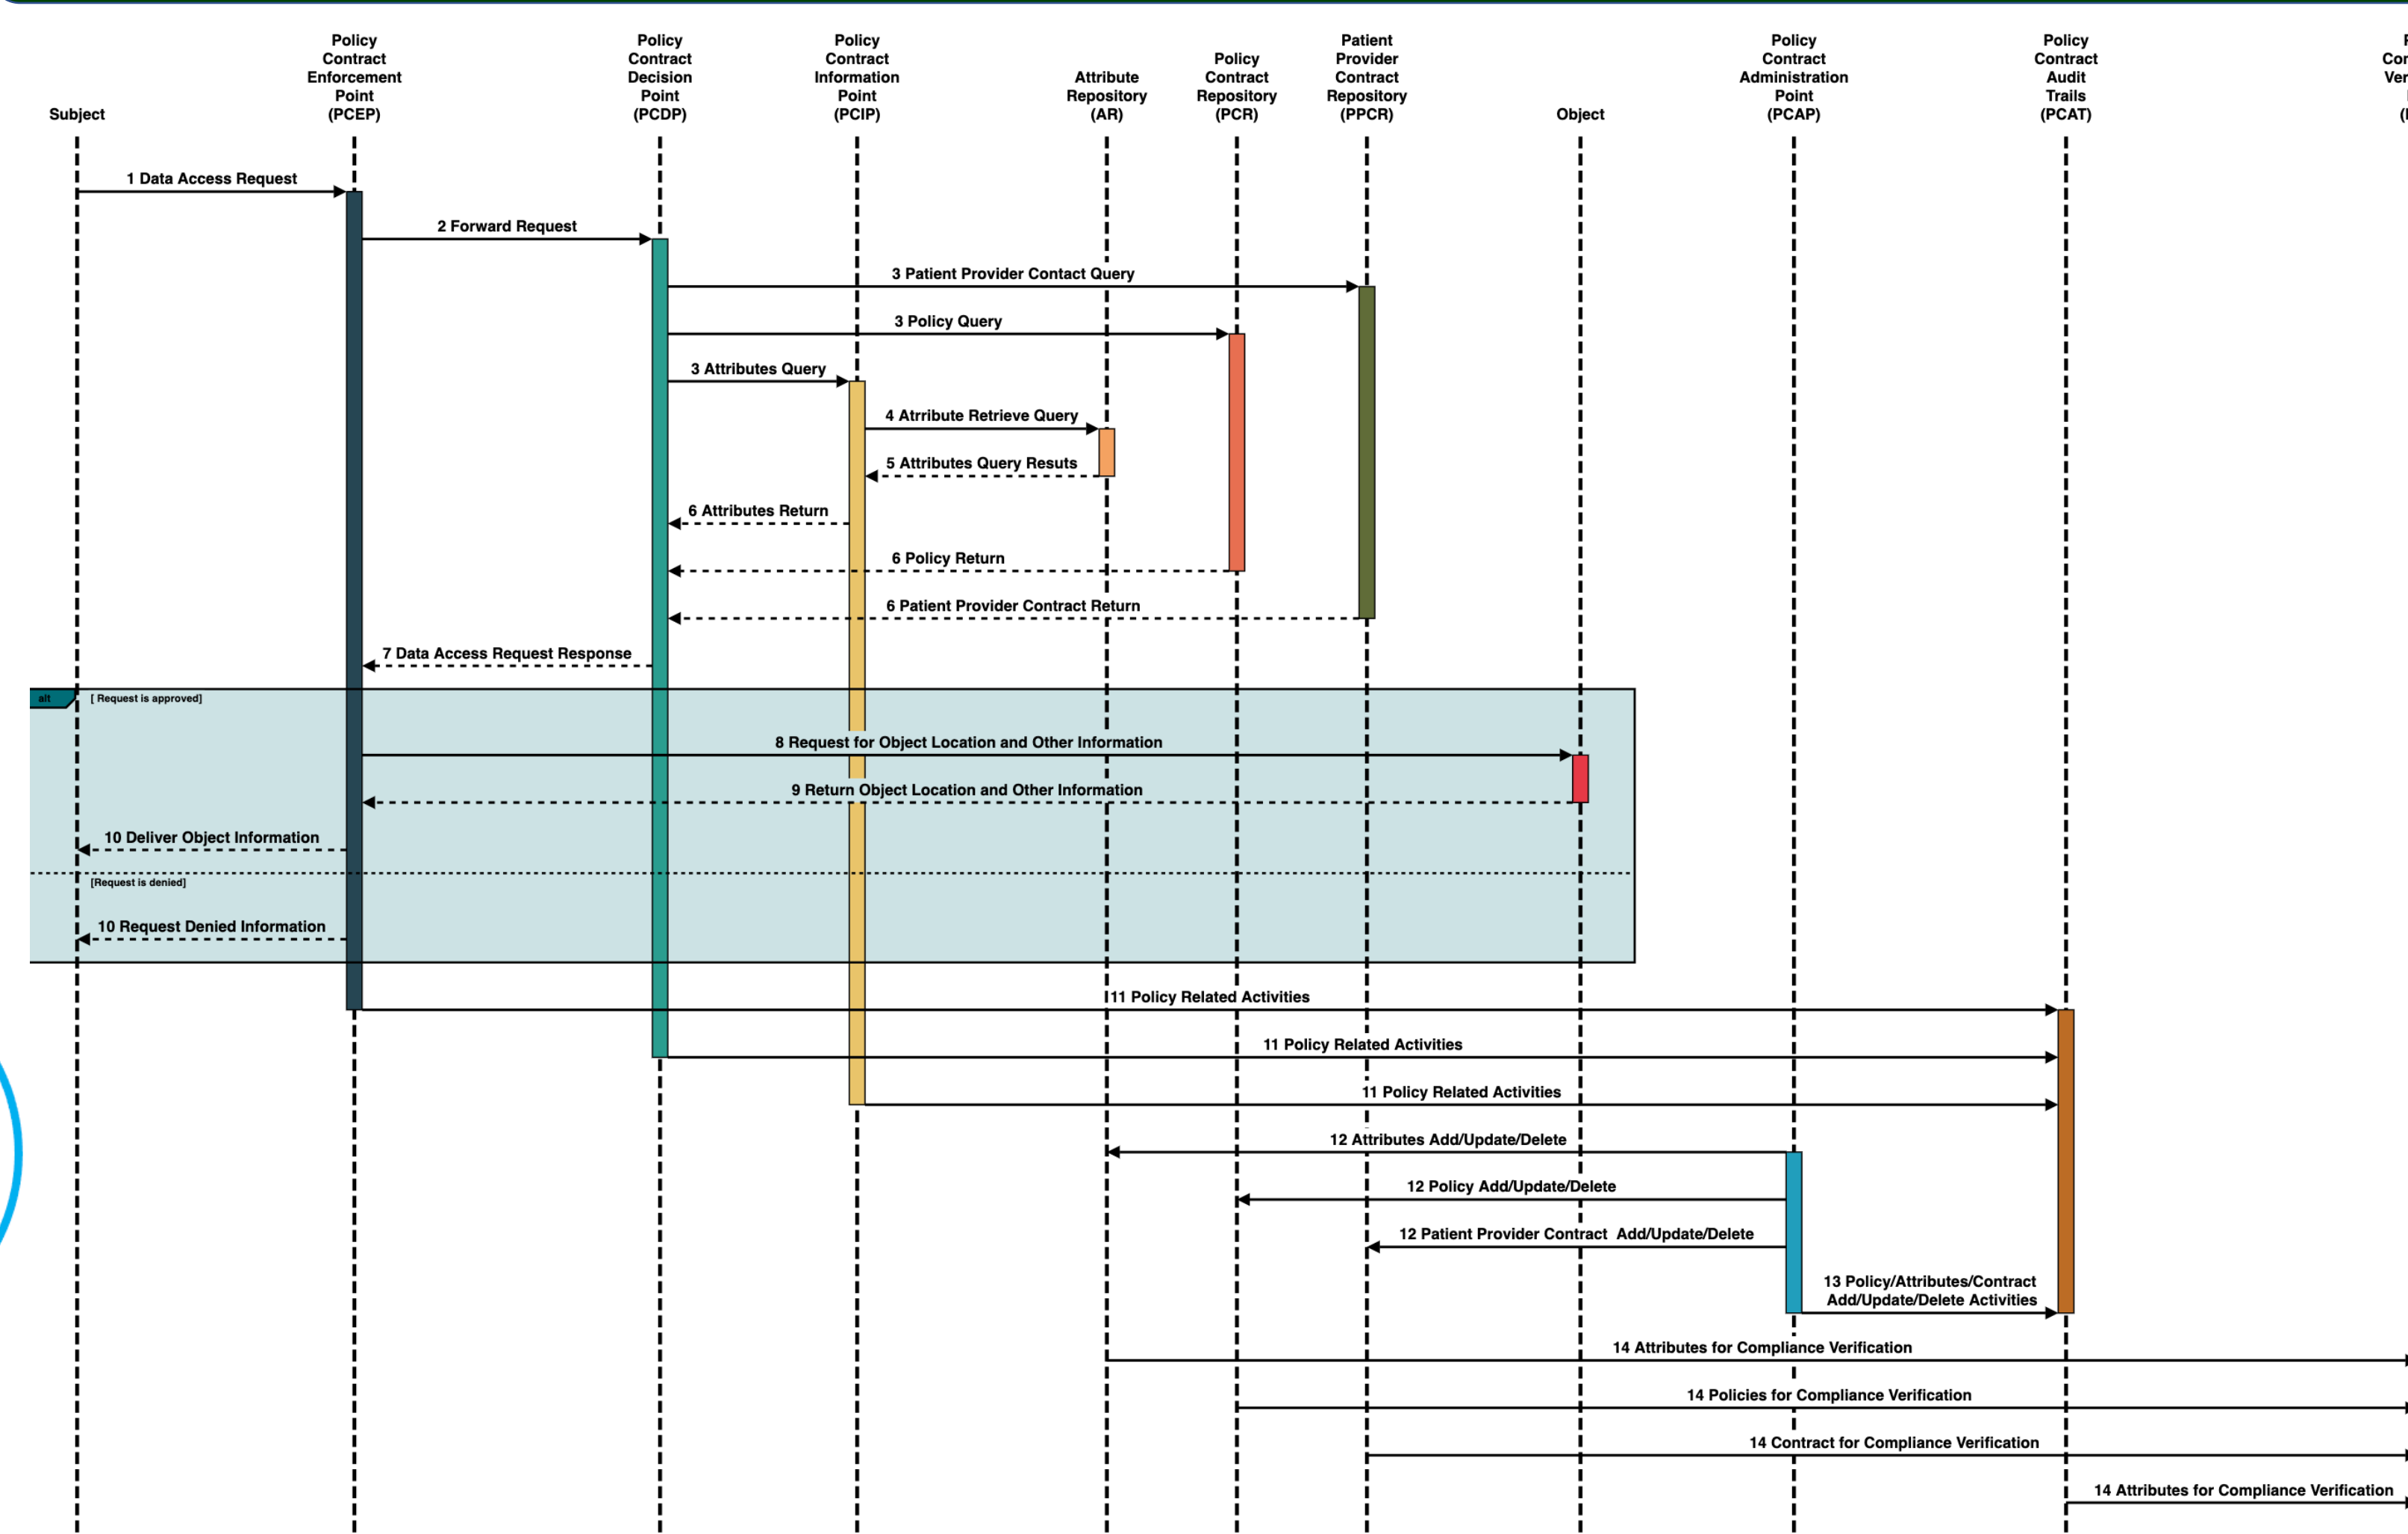 Subject
Policy
Contract
Enforcement
Point
(PCEP)
Policy
Contract
Decision
Point
(PCDP)
Policy
Contract
Information
Point
(PCIP)
Attribute
Repository
(AR)
Policy
Contract
Repository
(PCR)
Patient
Provider
Contract
Repository
(PPCR)
Object
Policy
Contract
Administration
Point
(PCAP)
Policy
Contract
Audit
Trails
(PCAT)
1 Data Access Request
2 Forward Request
3 Patient Provider Contact Query
3 Policy Query
3 Attributes Query
4 Atrribute Retrieve Query
5 Attributes Query Resuts
6 Attributes Return
6 Policy Return
6 Patient Provider Contract Return
7 Data Access Request Response
alt
[ Request is approved]
8 Request for Object Location and Other Information
9 Return Object Location and Other Information
10 Deliver Object Information
[Request is denied]
10 Request Denied Information
11 Policy Related Activities
11 Policy Related Activities
11 Policy Related Activities
12 Attributes Add/Update/Delete
12 Policy Add/Update/Delete
12 Patient Provider Contract Add/Update/Delete
13 Policy/Attributes/Contract
Add/Update/Delete Activities
14 Attributes for Compliance Verification
14 Policies for Compliance Verification
14 Contract for Compliance Verification
14 Attributes for Compliance Verification